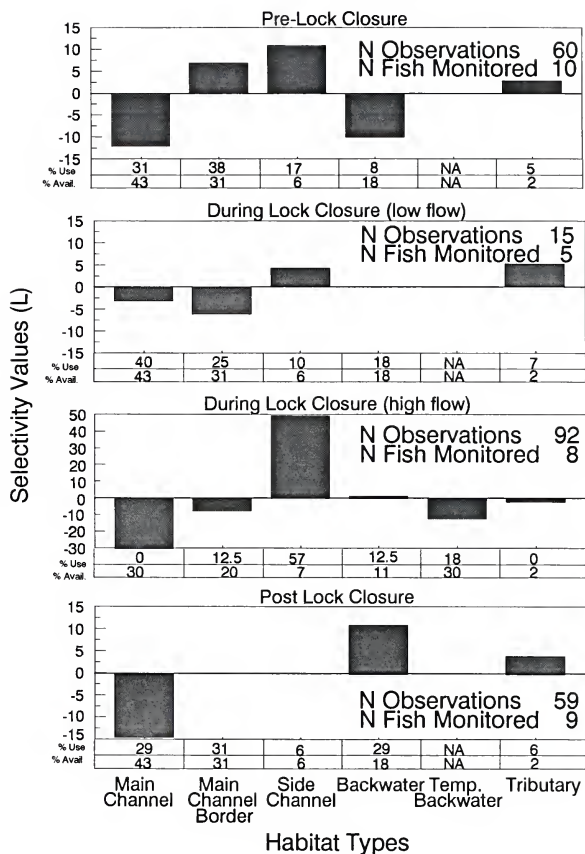 Pre-Lock Closure
15
10
5
0
-5
-10
-15
N Observations 60
N Fish Monitored 10
% Use 31 38 17 8 NA 5
% Avail. 43 31 6 18 NA 2
During Lock Closure (low flow)
15
10
5
0
-5
-10
-15
N Observations 15
N Fish Monitored 5
% Use 40 25 10 18 NA 7
% Avail. 43 31 6 18 NA 2
During Lock Closure (high flow)
50
40
30
20
10
0
-10
-20
-30
N Observations 92
N Fish Monitored 8
% Use 0 12.5 57 12.5 18 0
% Avail. 30 20 7 11 30 2
Post Lock Closure
15
10
5
0
-5
-10
-15
N Observations 59
N Fish Monitored 9
% Use 29 31 6 29 NA 6
% Avail 43 31 6 18 NA 2
Main Channel
Main Channel Border
Side Channel
Backwater
Temp. Backwater
Tributary
Habitat Types
Selectivity Values (L)